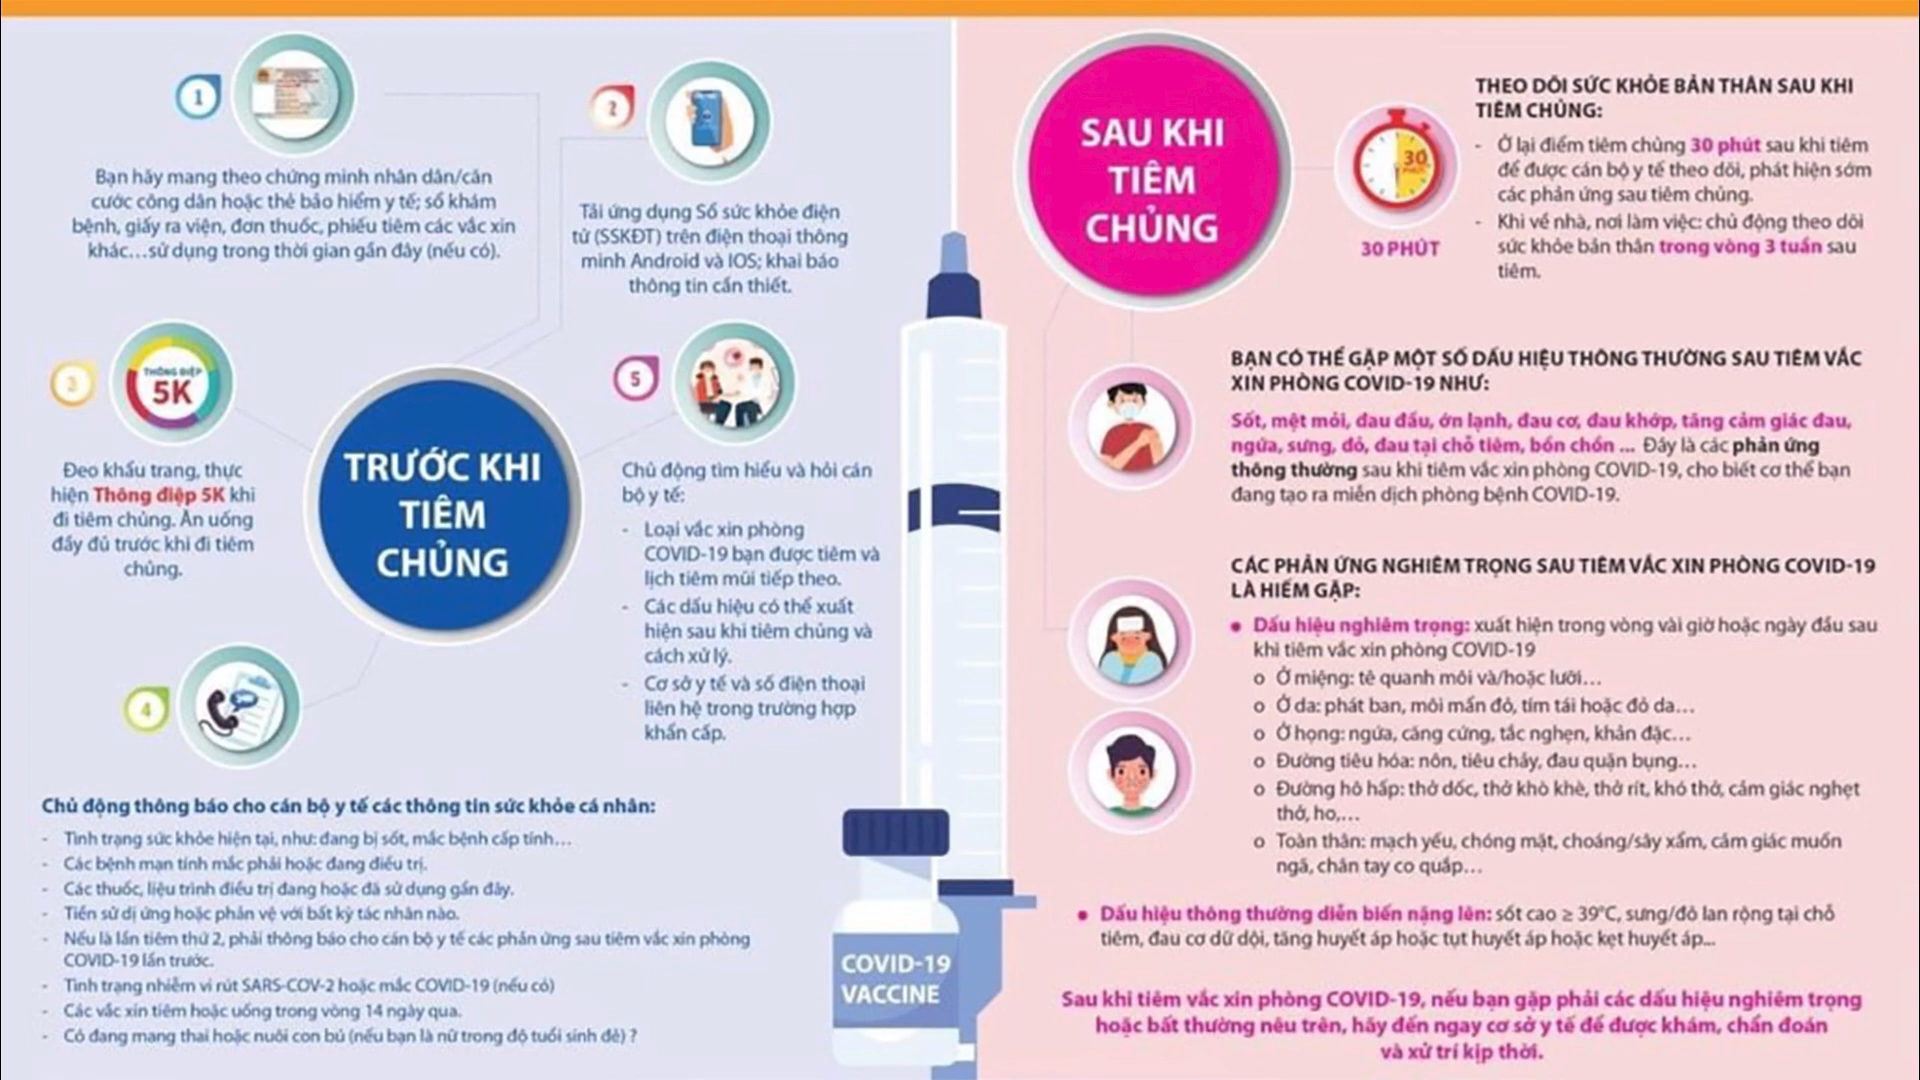 1
Bạn hãy mang theo chứng minh nhân dân/căn
cước công dân hoặc thẻ bảo hiểm y tế; sổ khám
bệnh, giấy ra viện, đơn thuốc, phiếu tiêm các vắc xin
khác...sử dụng trong thời gian gần đây (nếu có).
2
Tải ứng dụng Sổ sức khỏe điện
tử (SSKĐT) trên điện thoại thông
minh Android và IOS; khai báo
thông tin cần thiết.
3
THÔNG ĐIỆP
5K
Đeo khẩu trang, thực
hiện Thông điệp 5K khi
đi tiêm chủng. Ăn uống
đầy đủ trước khi đi tiêm
chủng.
TRƯỚC KHI
TIÊM
CHỦNG
5
Chủ động tìm hiểu và hỏi cán
bộ y tế:
- Loại vắc xin phòng
COVID-19 bạn được tiêm và
lịch tiêm mũi tiếp theo.
- Các dấu hiệu có thể xuất
hiện sau khi tiêm chủng và
cách xử lý.
- Cơ sở y tế và số điện thoại
liên hệ trong trường hợp
khẩn cấp.
4
Chủ động thông báo cho cán bộ y tế các thông tin sức khỏe cá nhân:
- Tình trạng sức khỏe hiện tại, như: đang bị sốt, mắc bệnh cấp tính...
- Các bệnh mạn tính mắc phải hoặc đang điều trị.
- Các thuốc, liệu trình điều trị đang hoặc đã sử dụng gần đây.
- Tiền sử dị ứng hoặc phản vệ với bất kỳ tác nhân nào.
- Nếu là lần tiêm thứ 2, phải thông báo cho cán bộ y tế các phản ứng sau tiêm vắc xin phòng
COVID-19 lần trước.
- Tình trạng nhiễm vi rút SARS-COV-2 hoặc mắc COVID-19 (nếu có)
- Các vắc xin tiêm hoặc uống trong vòng 14 ngày qua.
- Có đang mang thai hoặc nuôi con bú (nếu bạn là nữ trong độ tuổi sinh đẻ) ?
COVID-19
VACCINE
SAU KHI
TIÊM
CHỦNG
30
PHÚT
30 PHÚT
THEO DÕI SỨC KHỎE BẢN THÂN SAU KHI
TIÊM CHỦNG:
- Ở lại điểm tiêm chủng 30 phút sau khi tiêm
để được cán bộ y tế theo dõi, phát hiện sớm
các phản ứng sau tiêm chủng.
- Khi về nhà, nơi làm việc: chủ động theo dõi
sức khỏe bản thân trong vòng 3 tuần sau
tiêm.
BẠN CÓ THỂ GẶP MỘT SỐ DẤU HIỆU THÔNG THƯỜNG SAU TIÊM VẮC
XIN PHÒNG COVID-19 NHƯ:
Sốt, mệt mỏi, đau đầu, ớn lạnh, đau cơ, đau khớp, tăng cảm giác đau,
ngứa, sưng, đỏ, đau tại chỗ tiêm, bồn chồn ... Đây là các phản ứng
thông thường sau khi tiêm vắc xin phòng COVID-19, cho biết cơ thể bạn
đang tạo ra miễn dịch phòng bệnh COVID-19.
CÁC PHẢN ỨNG NGHIÊM TRỌNG SAU TIÊM VẮC XIN PHÒNG COVID-19
LÀ HIẾM GẶP:
• Dấu hiệu nghiêm trọng: xuất hiện trong vòng vài giờ hoặc ngày đầu sau
khi tiêm vắc xin phòng COVID-19
o Ở miệng: tê quanh môi và/hoặc lưỡi...
o Ở da: phát ban, môi mẩn đỏ, tím tái hoặc đỏ da...
o Ở họng: ngứa, căng cứng, tắc nghẹn, khản đặc...
o Đường tiêu hóa: nôn, tiêu chảy, đau quặn bụng...
o Đường hô hấp: thở dốc, thở khò khè, thở rít, khó thở, cảm giác nghẹt
thở, ho,...
o Toàn thân: mạch yếu, chóng mặt, choáng/sây xẩm, cảm giác muốn
ngã, chân tay co quắp...
• Dấu hiệu thông thường diễn biến nặng lên: sốt cao ≥ 39°C, sưng/đỏ lan rộng tại chỗ
tiêm, đau cơ dữ dội, tăng huyết áp hoặc tụt huyết áp hoặc kẹt huyết áp...
Sau khi tiêm vắc xin phòng COVID-19, nếu bạn gặp phải các dấu hiệu nghiêm trọng
hoặc bất thường nêu trên, hãy đến ngay cơ sở y tế để được khám, chẩn đoán
và xử trí kịp thời.